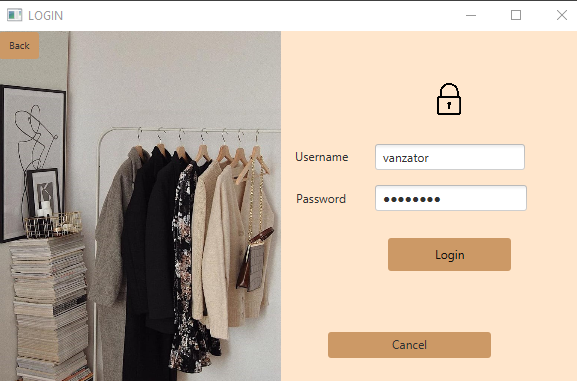 LOGIN
Back
Username
vanzator
Password
●●●●●●●●
Login
Cancel